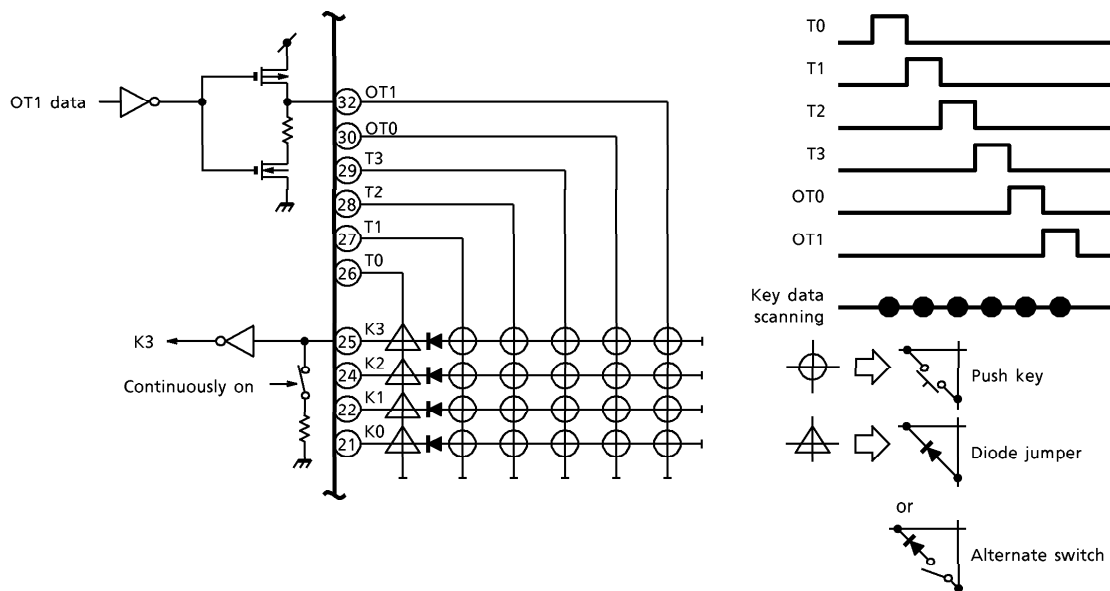 OT1 data
32
OT1
30
OT0
29
T3
28
T2
27
T1
26
T0
K3
25
K3
Continuously on
24
K2
22
K1
21
K0
T0
T1
T2
T3
OT0
OT1
Key data
scanning
Push key
Diode jumper
or
Alternate switch